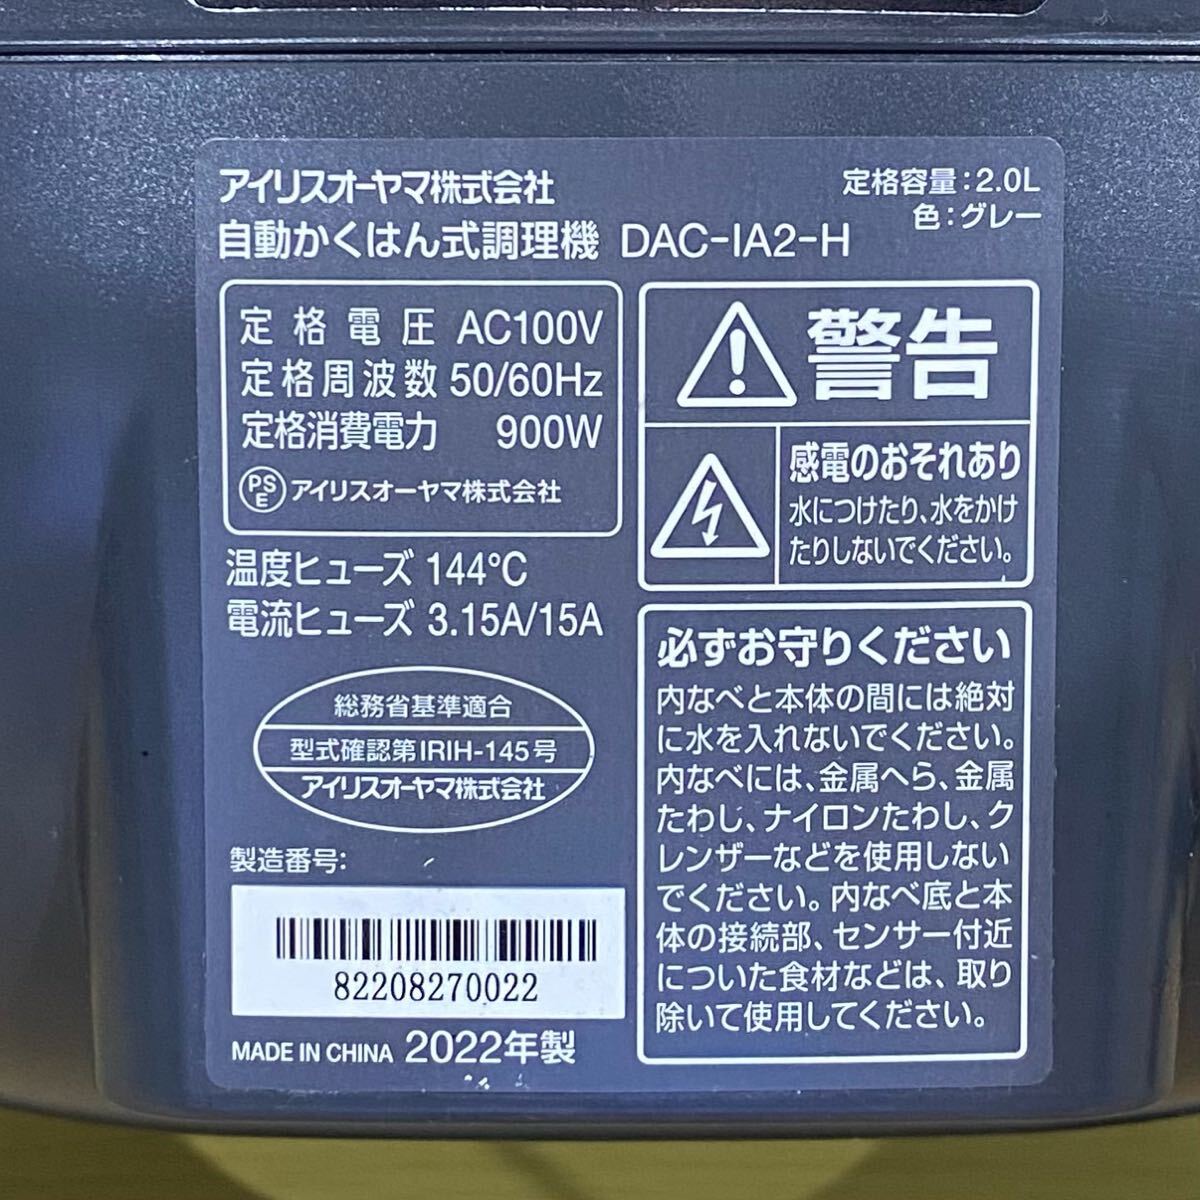 アイリスオーヤマ株式会社
自動かくはん式調理機 DAC-IA2-H
定格容量:2.0L
色:グレー
定格電圧 AC100V
定格周波数 50/60Hz
定格消費電力 900W
PSE アイリスオーヤマ株式会社
温度ヒューズ 144℃
電流ヒューズ 3.15A/15A
総務省基準適合
型式確認第IRIH-145号
アイリスオーヤマ株式会社
製造番号:
82208270022
MADE IN CHINA 2022年製
警告
感電のおそれあり
水につけたり、水をかけ
たりしないでください。
必ずお守りください
内なべと本体の間には絶対
に水を入れないでください。
内なべには、金属へら、金属
たわし、ナイロンたわし、ク
レンザーなどを使用しない
でください。内なべ底と本
体の接続部、センサー付近
についた食材などは、取り
除いて使用してください。